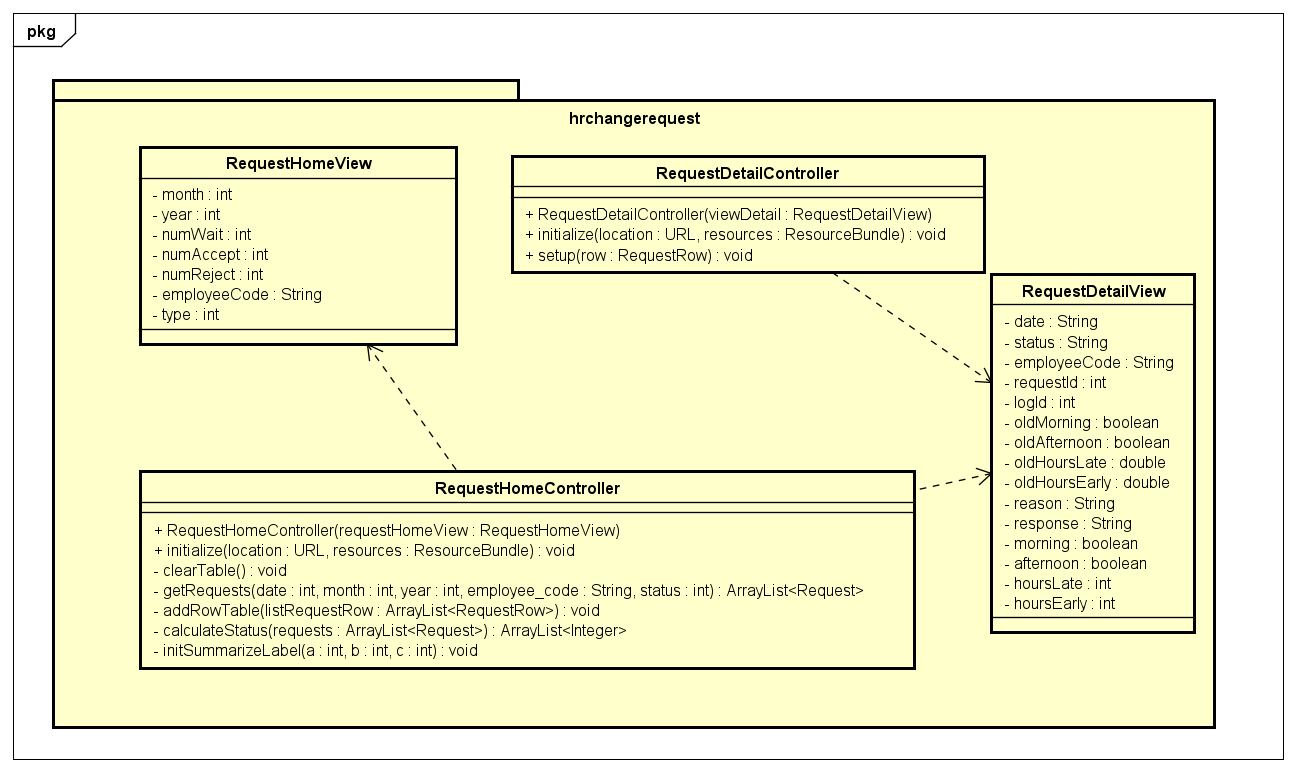 pkg
hrchangerequest
RequestHomeView
- month : int
- year : int
- numWait : int
- numAccept : int
- numReject : int
- employeeCode : String
- type : int
RequestDetailController
+ RequestDetailController(viewDetail : RequestDetailView)
+ initialize(location : URL, resources : ResourceBundle) : void
+ setup(row : RequestRow) : void
RequestDetailView
- date : String
- status : String
- employeeCode : String
- requestId : int
- logId : int
- oldMorning : boolean
- oldAfternoon : boolean
- oldHoursLate : double
- oldHoursEarly : double
- reason : String
- response : String
- morning : boolean
- afternoon : boolean
- hoursLate : int
- hoursEarly : int
RequestHomeController
+ RequestHomeController(requestHomeView : RequestHomeView)
+ initialize(location : URL, resources : ResourceBundle) : void
- clearTable() : void
- getRequests(date : int, month : int, year : int, employee_code : String, status : int) : ArrayList<Request>
- addRowTable(listRequestRow : ArrayList<RequestRow>) : void
- calculateStatus(requests : ArrayList<Request>) : ArrayList<Integer>
- initSummarizeLabel(a : int, b : int, c : int) : void